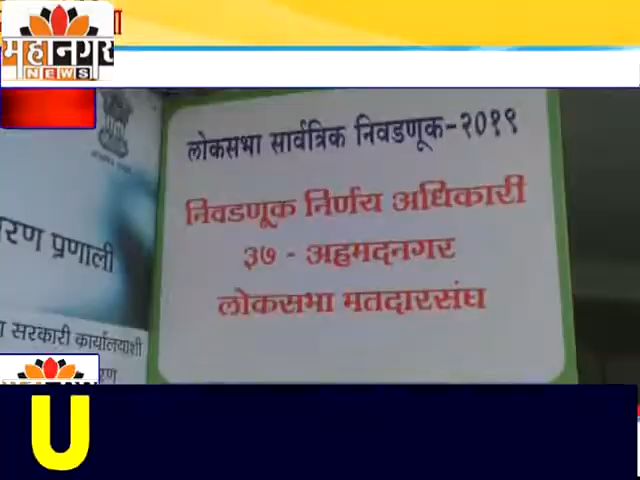 महानगर
NEWS
लोकसभा सार्वत्रिक निवडणूक-२०१९
निवडणूक निर्णय अधिकारी
३७ - अहमदनगर
लोकसभा मतदारसंघ
रण प्रणाली
सरकारी कार्यालयाशी
रण
U